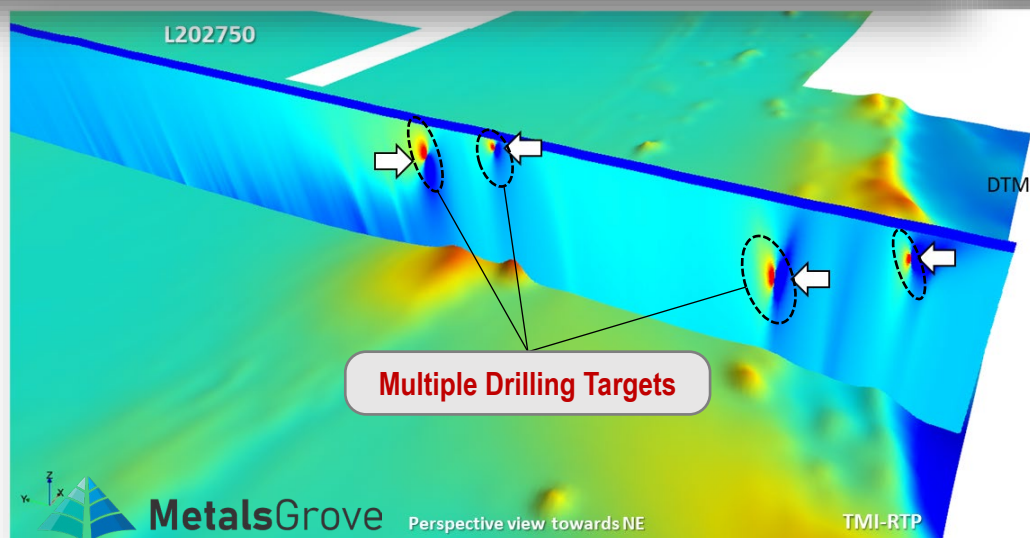 L202750
DTM
Multiple Drilling Targets
Z
Y
X
MetalsGrove
Perspective view towards NE
TMI-RTP